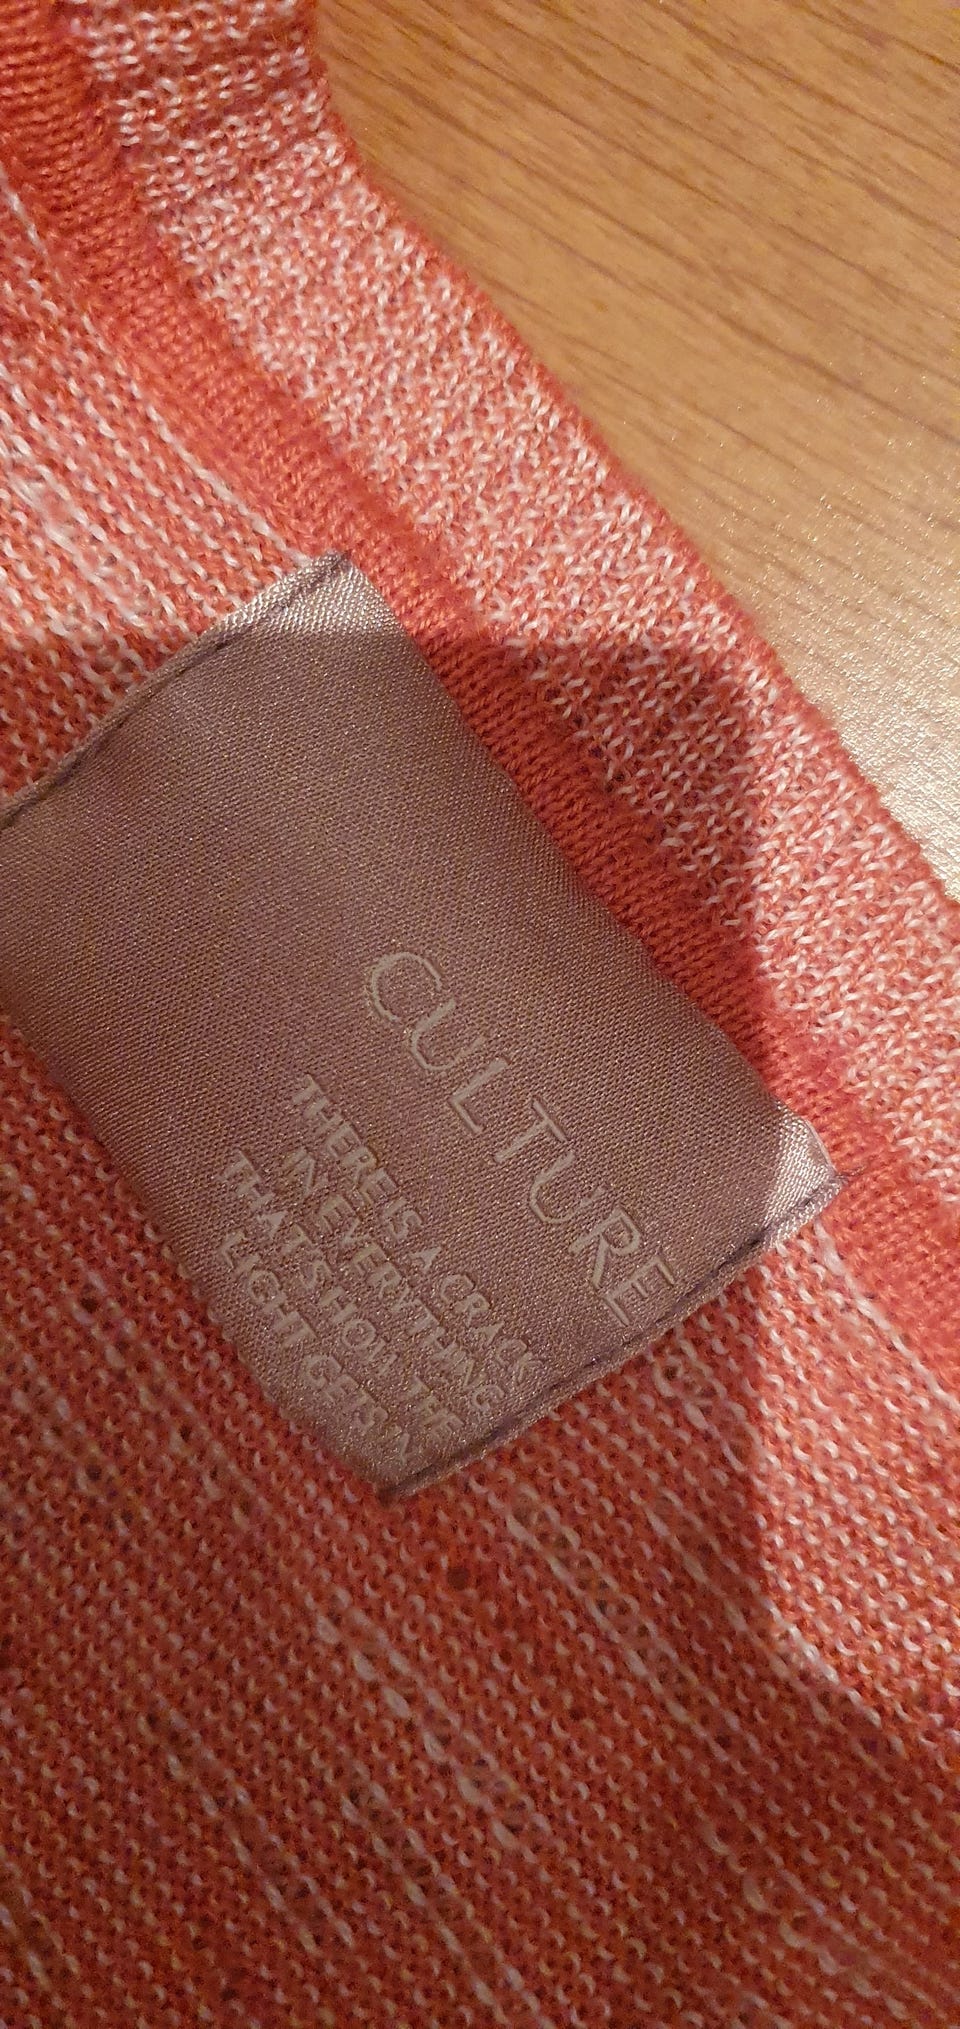 CULTURE
THERE IS A CRACK
IN EVERYTHING
THAT'S HOW THE
LIGHT GETS IN